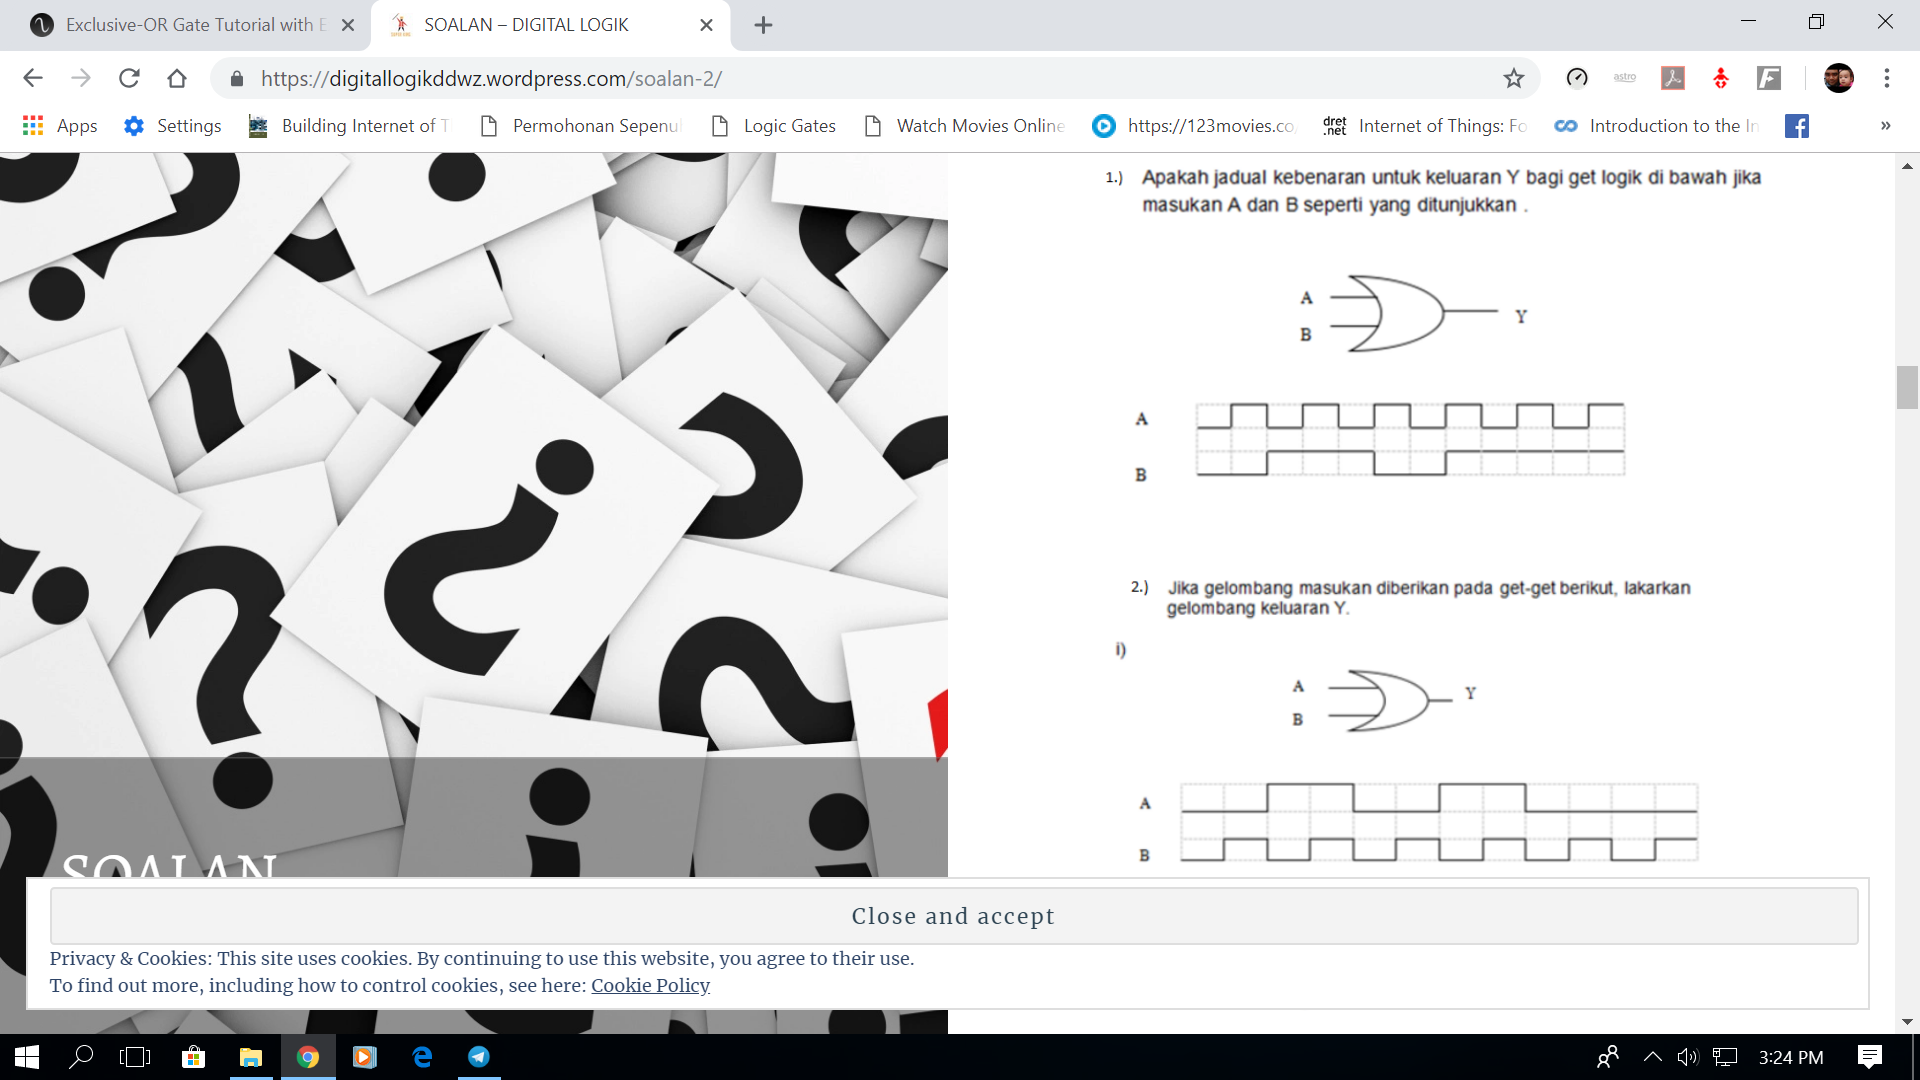 Exclusive-OR Gate Tutorial with E
SOALAN – DIGITAL LOGIK
https://digitallogikddwz.wordpress.com/soalan-2/
astro
Apps
Settings
Building Internet of T
Permohonan Sepenu
Logic Gates
Watch Movies Online
https://123movies.co
dret
.net
Internet of Things: Fo
Introduction to the In
»
1.) Apakah jadual kebenaran untuk keluaran Y bagi get logik di bawah jika
masukan A dan B seperti yang ditunjukkan .
A
B
Y
A
B
2.) Jika gelombang masukan diberikan pada get-get berikut, lakarkan
gelombang keluaran Y.
i)
A
B
Y
A
B
SOALAN
Close and accept
Privacy & Cookies: This site uses cookies. By continuing to use this website, you agree to their use.
To find out more, including how to control cookies, see here: Cookie Policy
3:24 PM